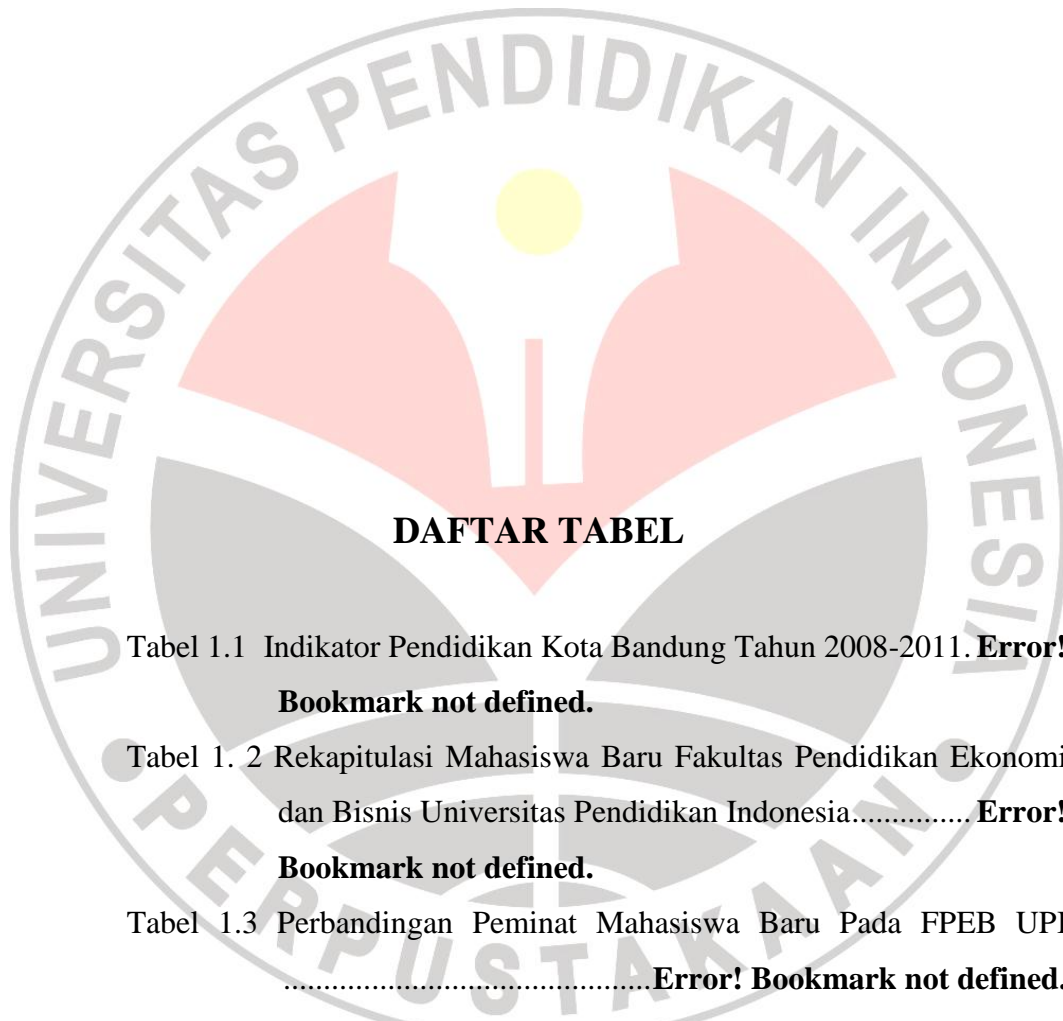 UNIVERSITAS PENDIDIKAN INDONESIA
DAFTAR TABEL
Tabel 1.1 Indikator Pendidikan Kota Bandung Tahun 2008-2011. Error!
Bookmark not defined.
Tabel 1. 2 Rekapitulasi Mahasiswa Baru Fakultas Pendidikan Ekonomi
dan Bisnis Universitas Pendidikan Indonesia............... Error!
Bookmark not defined.
Tabel 1.3 Perbandingan Peminat Mahasiswa Baru Pada FPEB UPI
..............................................Error! Bookmark not defined.
PERPUSTAKAAN